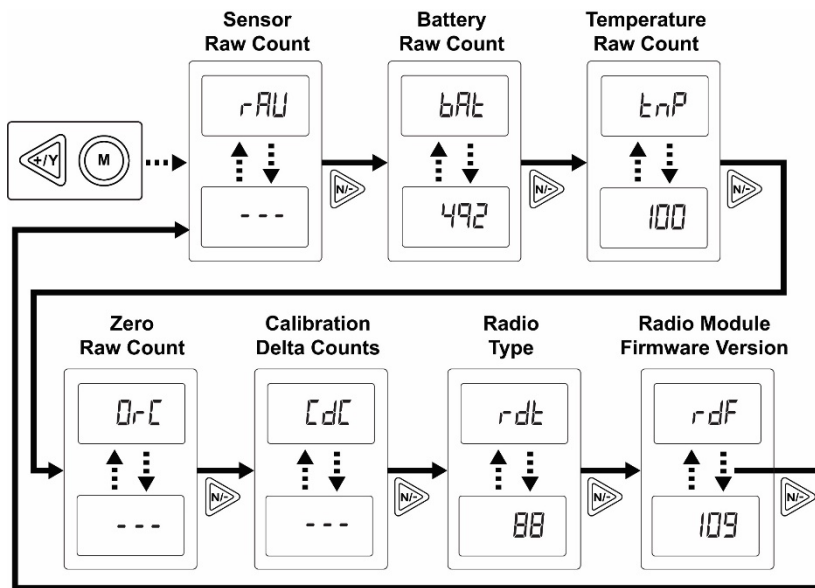 Sensor
Raw Count
Battery
Raw Count
Temperature
Raw Count
+/Y
M
rAU
bAt
tnP
N/-
N/-
N/-
---
492
100
Zero
Raw Count
Calibration
Delta Counts
Radio
Type
Radio Module
Firmware Version
0rC
CdC
rdt
rdF
N/-
N/-
N/-
N/-
---
---
88
109